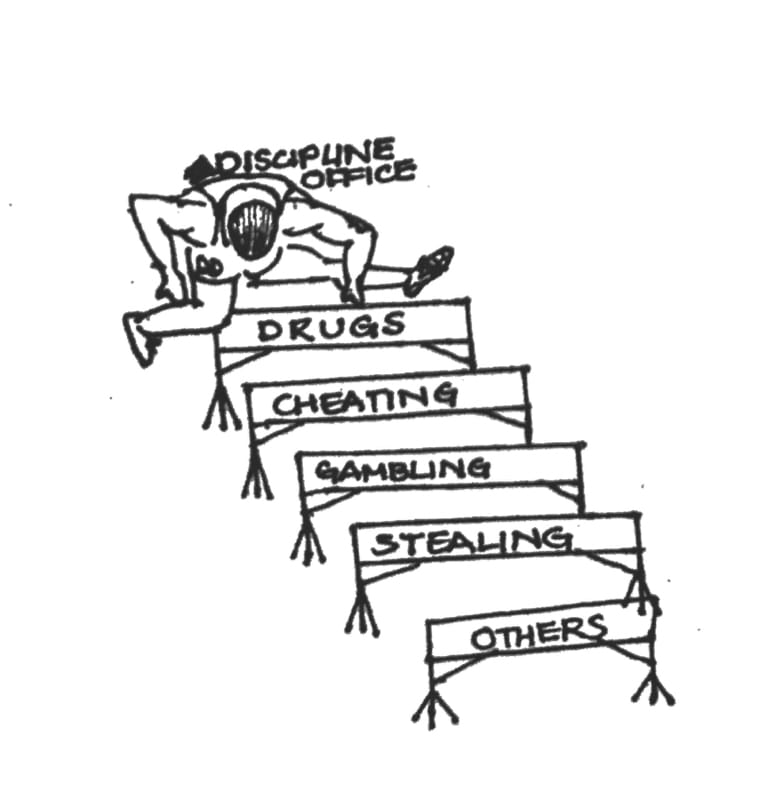 DISCIPLINE
OFFICE
DRUGS
CHEATING
GAMBLING
STEALING
OTHERS